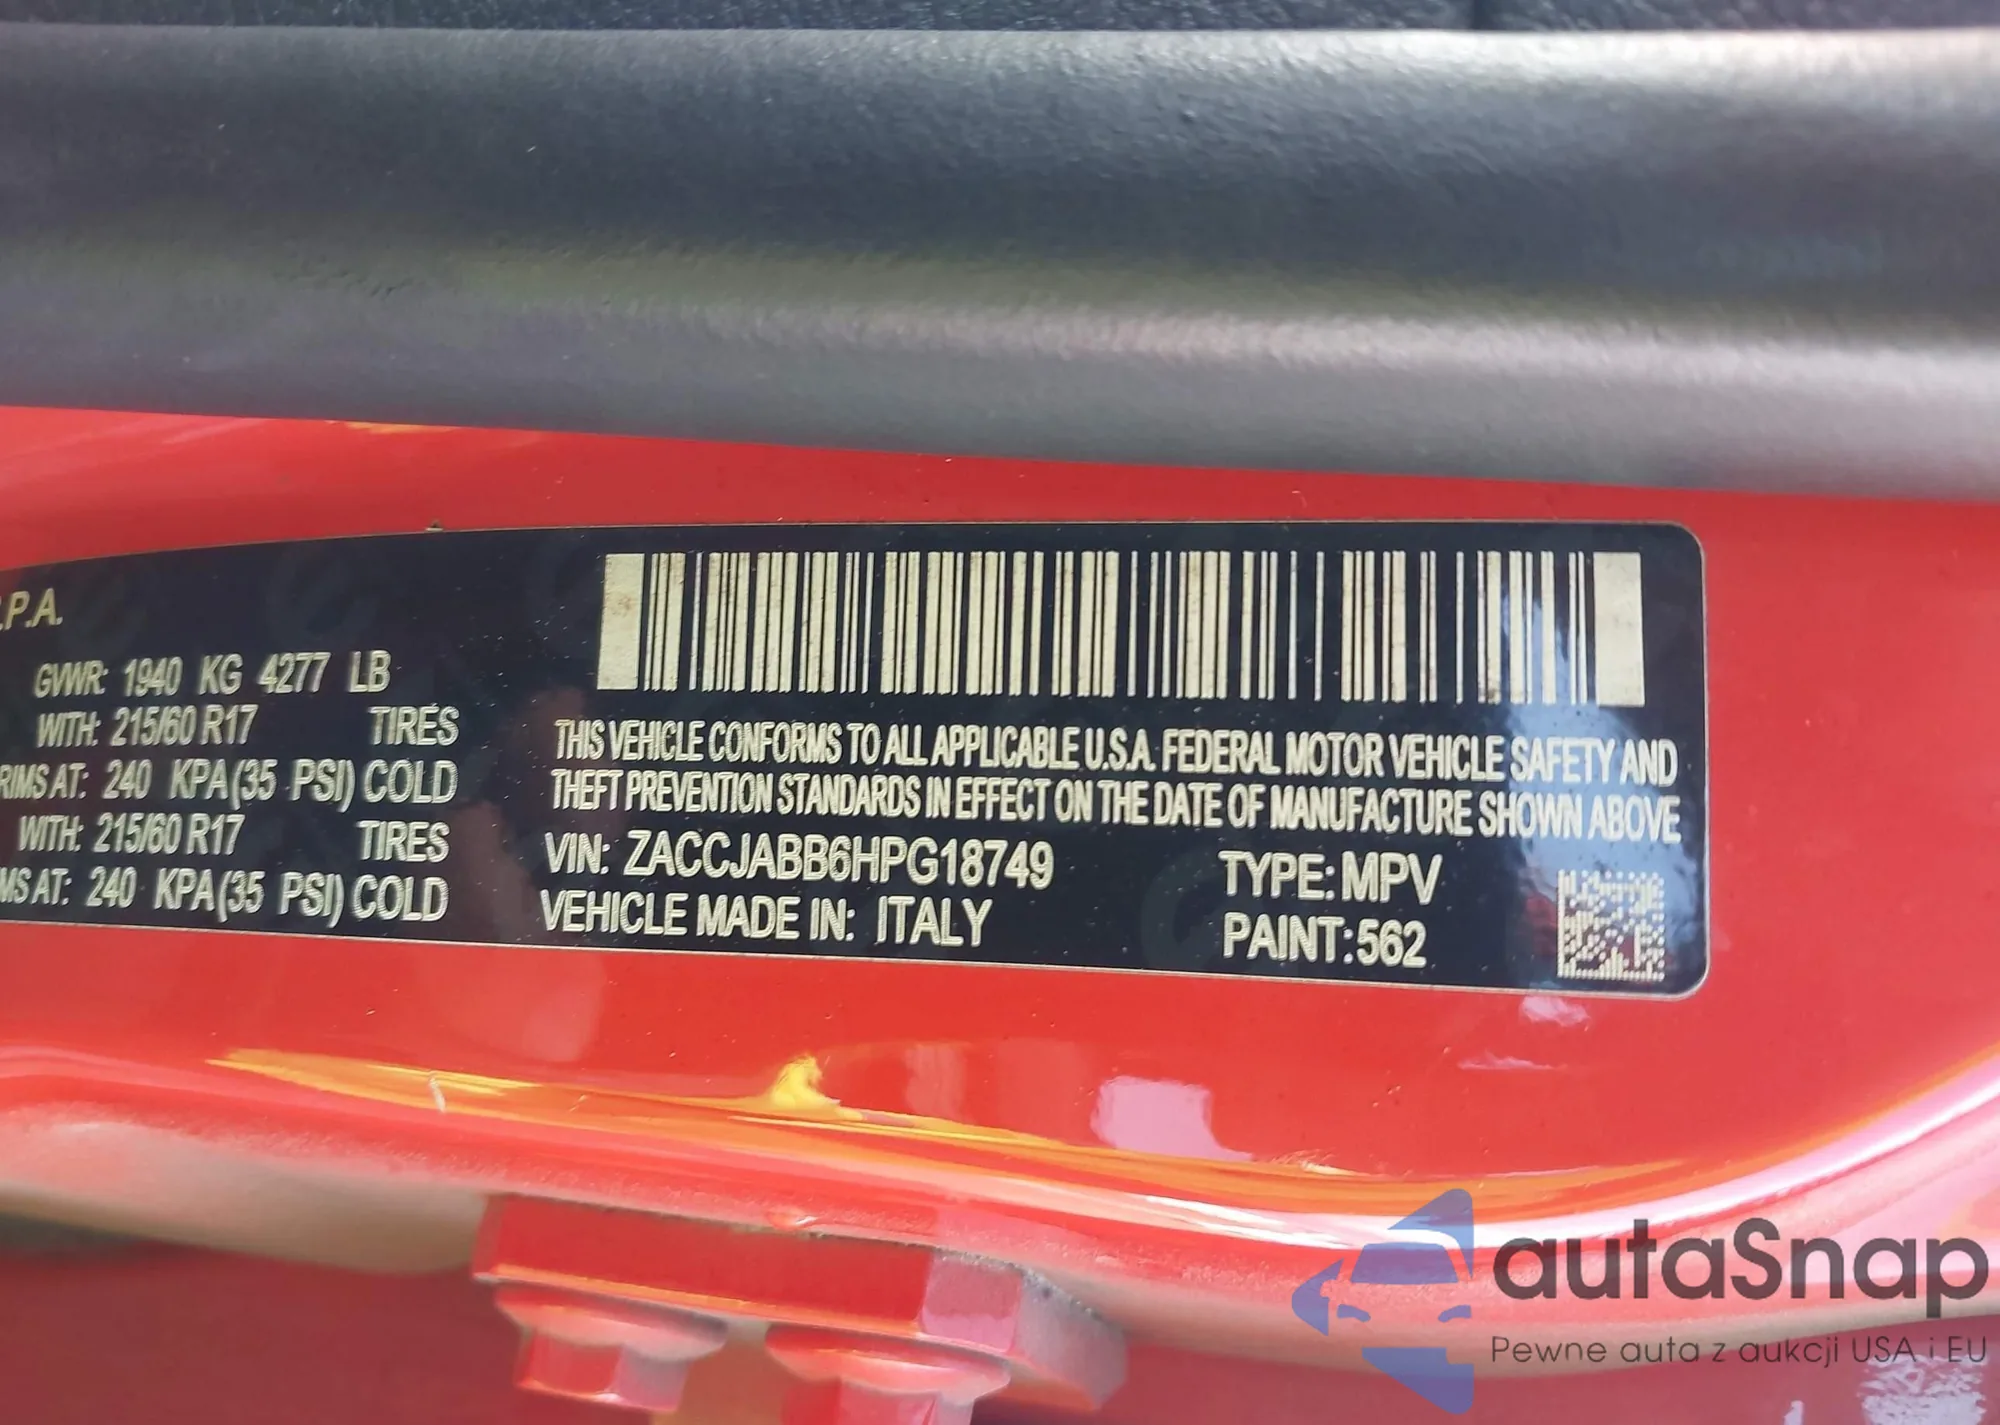 .P.A.
GVWR: 1940 KG 4277 LB
WITH: 215/60 R17 TIRES
RIMS AT: 240 KPA(35 PSI) COLD
WITH: 215/60 R17 TIRES
MS AT: 240 KPA(35 PSI) COLD
THIS VEHICLE CONFORMS TO ALL APPLICABLE U.S.A. FEDERAL MOTOR VEHICLE SAFETY AND
THEFT PREVENTION STANDARDS IN EFFECT ON THE DATE OF MANUFACTURE SHOWN ABOVE
VIN: ZACCJABB6HPG18749 TYPE: MPV
VEHICLE MADE IN: ITALY PAINT: 562
autaSnap
Pewne auta z aukcji USA i EU